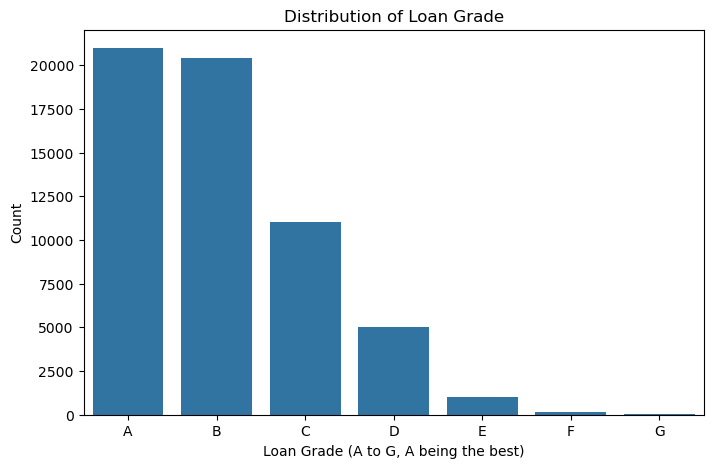 Distribution of Loan Grade
20000
17500
15000
12500
10000
7500
5000
2500
0
Count
A B C D E F G
Loan Grade (A to G, A being the best)